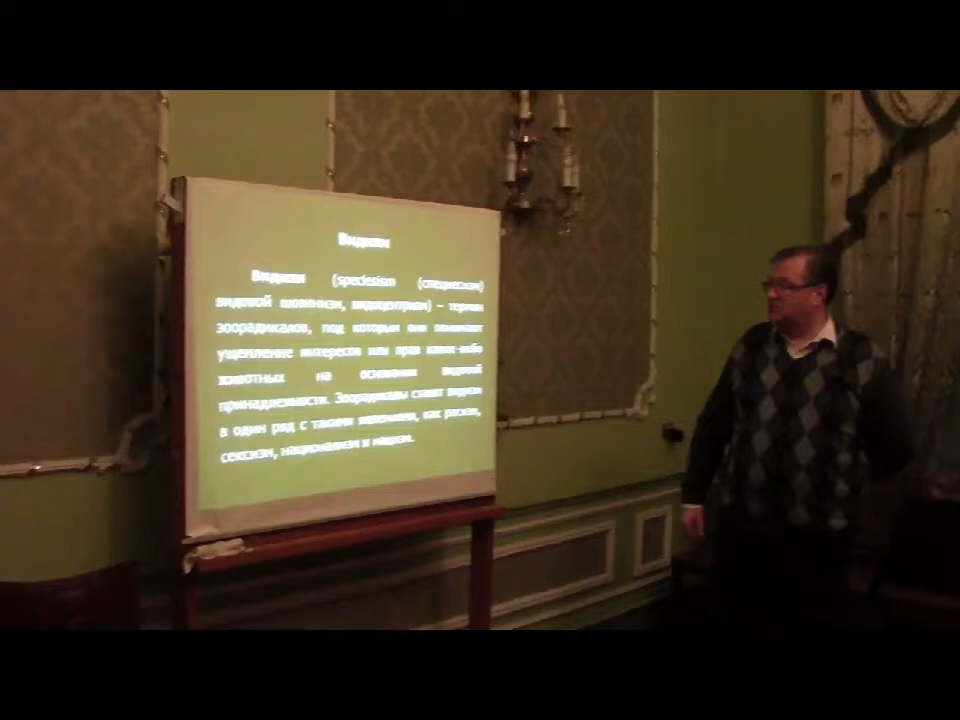 Видизм
Видизм (speciesism (спесишизм)
видовой шовинизм, видоцентризм) – термин
зоорадикалов, под которым они понимают
ущемление интересов или прав каких-либо
животных на основании видовой
принадлежности. Зоорадикалы ставят видизм
в один ряд с такими явлениями, как расизм,
сексизм, национализм и нацизм.